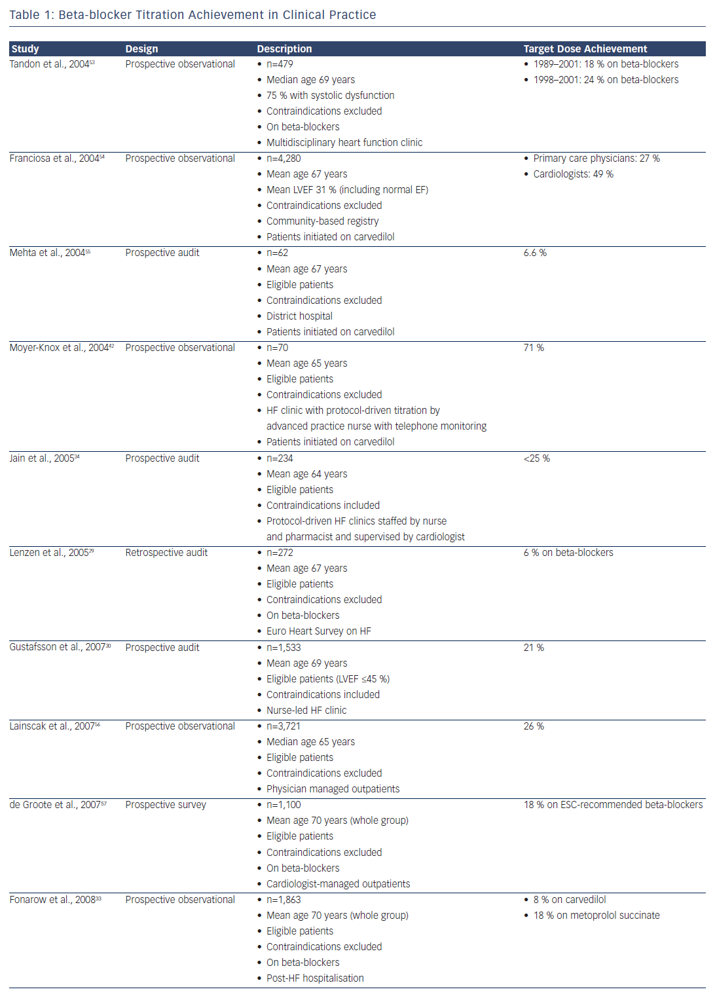 Table 1: Beta-blocker Titration Achievement in Clinical Practice
Study Design Description Target Dose Achievement
Tandon et al., 2004⁵³ Prospective observational • n=479 • 1989–2001: 18 % on beta-blockers
• Median age 69 years • 1998–2001: 24 % on beta-blockers
• 75 % with systolic dysfunction
• Contraindications excluded
• On beta-blockers
• Multidisciplinary heart function clinic
Franciosa et al., 2004⁵⁴ Prospective observational • n=4,280 • Primary care physicians: 27 %
• Mean age 67 years • Cardiologists: 49 %
• Mean LVEF 31 % (including normal EF)
• Contraindications excluded
• Community-based registry
• Patients initiated on carvedilol
Mehta et al., 2004⁵⁵ Prospective audit • n=62 6.6 %
• Mean age 67 years
• Eligible patients
• Contraindications excluded
• District hospital
• Patients initiated on carvedilol
Moyer-Knox et al., 2004⁴² Prospective observational • n=70 71 %
• Mean age 65 years
• Eligible patients
• Contraindications excluded
• HF clinic with protocol-driven titration by
advanced practice nurse with telephone monitoring
• Patients initiated on carvedilol
Jain et al., 2005³⁴ Prospective audit • n=234 <25 %
• Mean age 64 years
• Eligible patients
• Contraindications included
• Protocol-driven HF clinics staffed by nurse
and pharmacist and supervised by cardiologist
Lenzen et al., 2005²⁹ Retrospective audit • n=272 6 % on beta-blockers
• Mean age 67 years
• Eligible patients
• Contraindications excluded
• On beta-blockers
• Euro Heart Survey on HF
Gustafsson et al., 2007³⁰ Prospective audit • n=1,533 21 %
• Mean age 69 years
• Eligible patients (LVEF ≤45 %)
• Contraindications included
• Nurse-led HF clinic
Lainscak et al., 2007⁵⁶ Prospective observational • n=3,721 26 %
• Median age 65 years
• Eligible patients
• Contraindications excluded
• Physician managed outpatients
de Groote et al., 2007⁵⁷ Prospective survey • n=1,100 18 % on ESC-recommended beta-blockers
• Mean age 70 years (whole group)
• Eligible patients
• Contraindications excluded
• On beta-blockers
• Cardiologist-managed outpatients
Fonarow et al., 2008³³ Prospective observational • n=1,863 • 8 % on carvedilol
• Mean age 70 years (whole group) • 18 % on metoprolol succinate
• Eligible patients
• Contraindications excluded
• On beta-blockers
• Post-HF hospitalisation